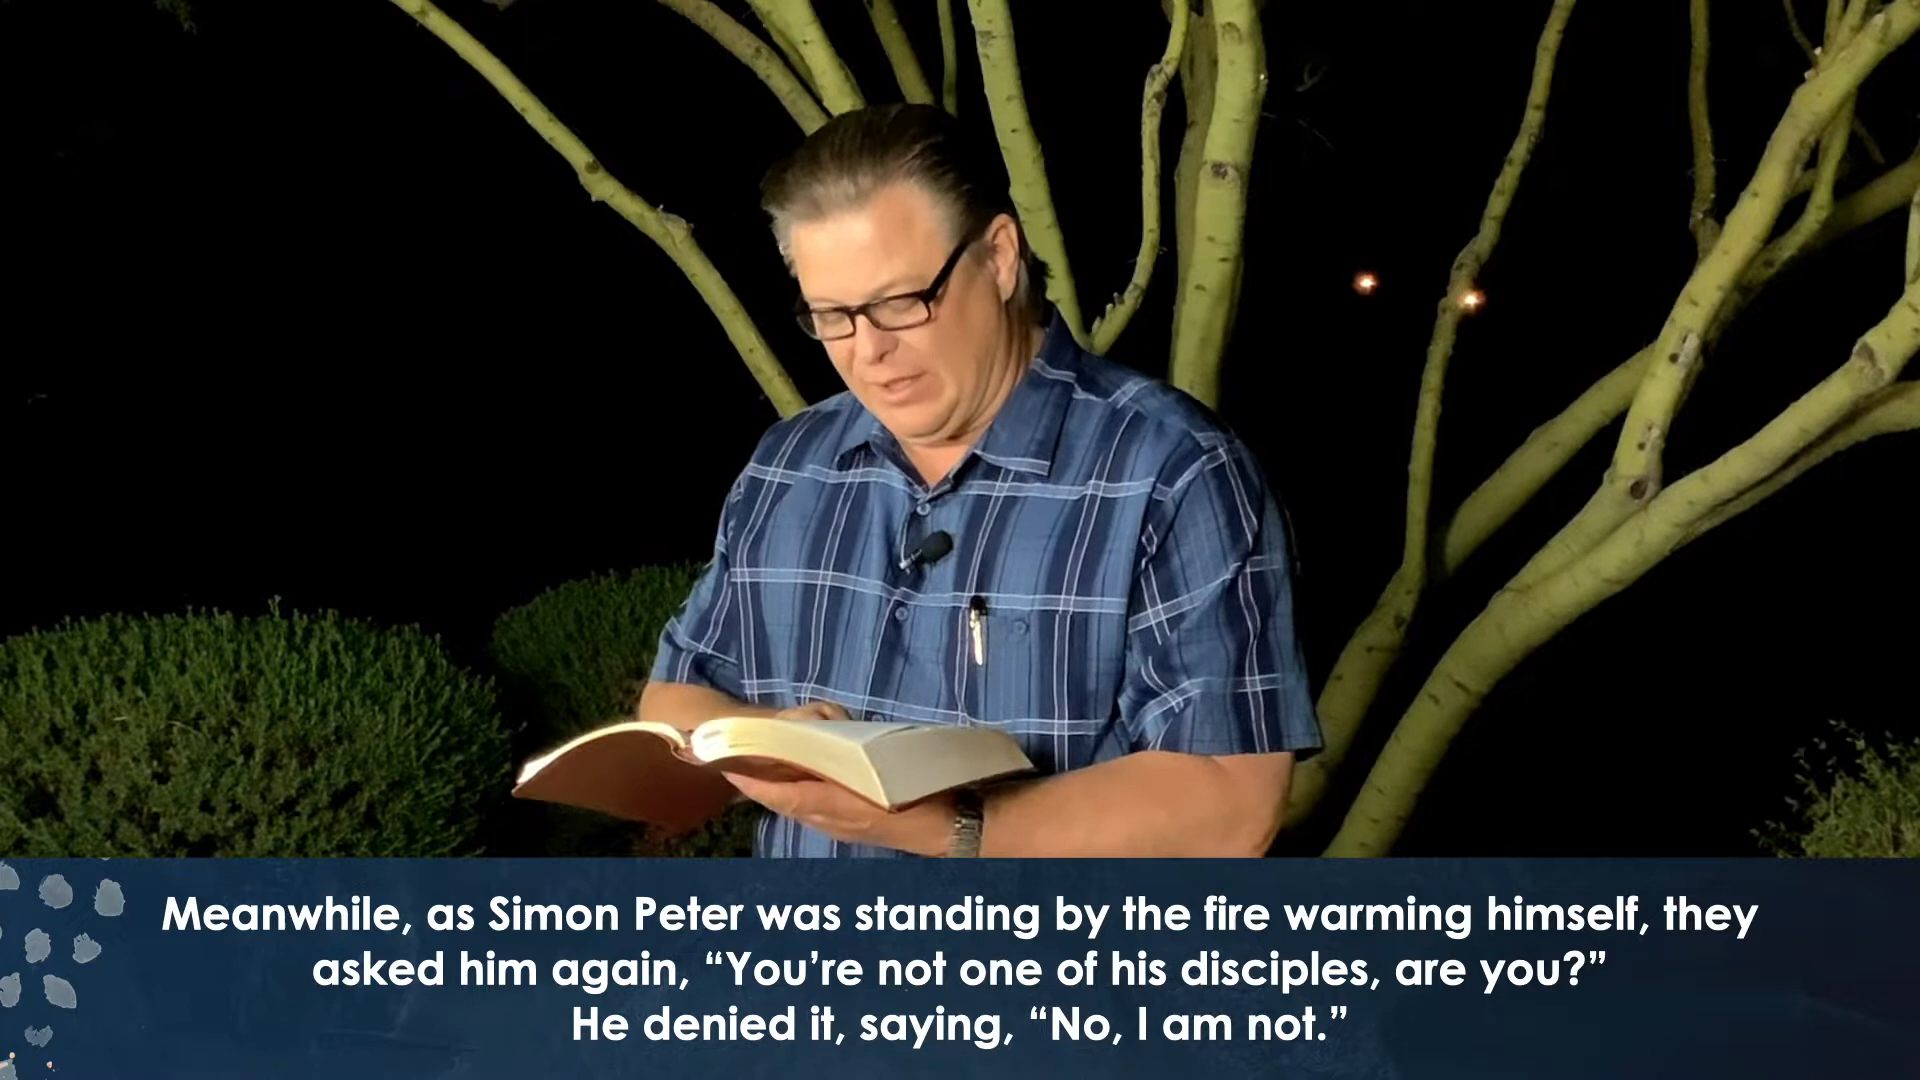 Meanwhile, as Simon Peter was standing by the fire warming himself, they
asked him again, “You’re not one of his disciples, are you?”
He denied it, saying, “No, I am not.”